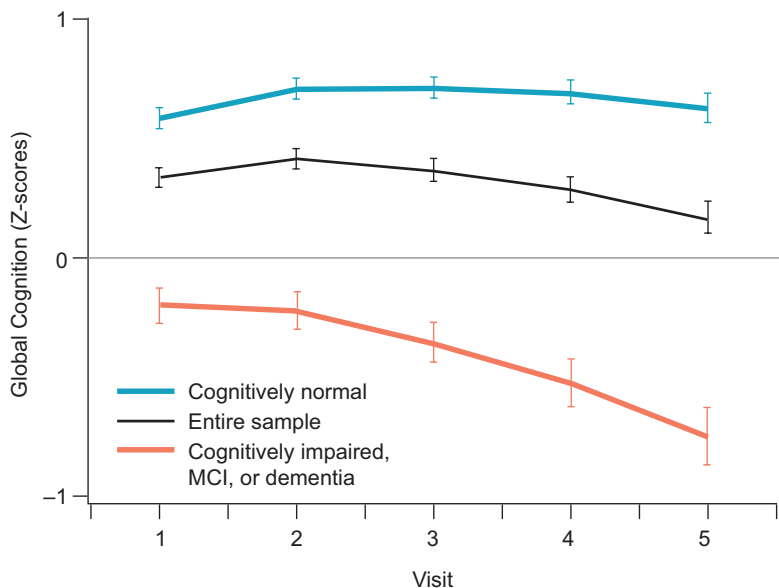 1
Global Cognition (Z-scores)
0
Cognitively normal
Entire sample
Cognitively impaired,
MCI, or dementia
–1
1 2 3 4 5
Visit